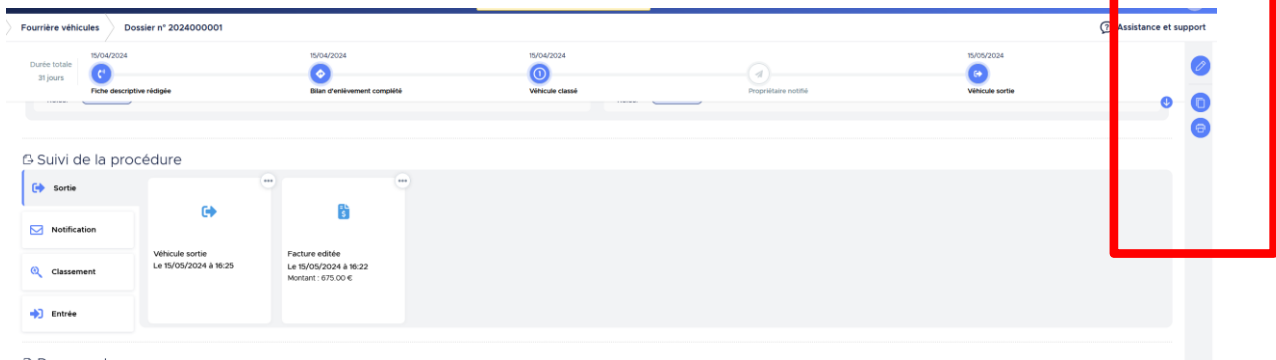 Fourrière véhicules
Dossier n° 2024000001
Assistance et support
Durée totale
31 jours
15/04/2024
Fiche descriptive rédigée
15/04/2024
Bilan d'enlèvement complété
15/04/2024
Véhicule classé
Propriétaire notifié
15/05/2024
Véhicule sortie
Suivi de la procédure
Sortie
Notification
Classement
Entrée
Véhicule sortie
Le 15/05/2024 à 16:25
Facture editée
Le 15/05/2024 à 16:22
Montant : 675.00 €